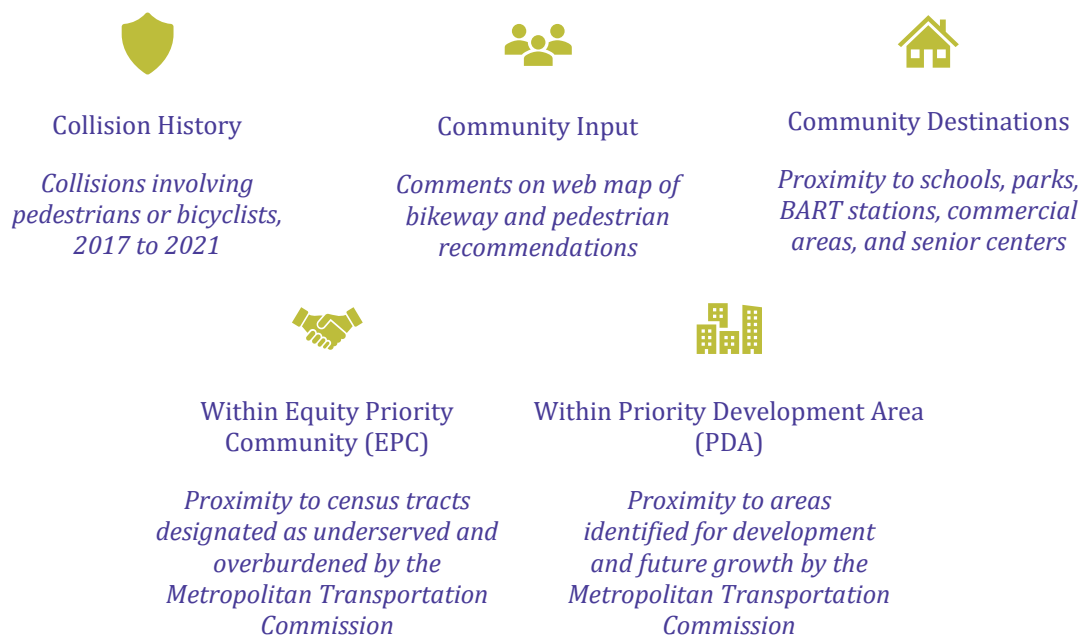 Collision History
Collisions involving
pedestrians or bicyclists,
2017 to 2021
Community Input
Comments on web map of
bikeway and pedestrian
recommendations
Community Destinations
Proximity to schools, parks,
BART stations, commercial
areas, and senior centers
Within Equity Priority
Community (EPC)
Proximity to census tracts
designated as underserved and
overburdened by the
Metropolitan Transportation
Commission
Within Priority Development Area
(PDA)
Proximity to areas
identified for development
and future growth by the
Metropolitan Transportation
Commission